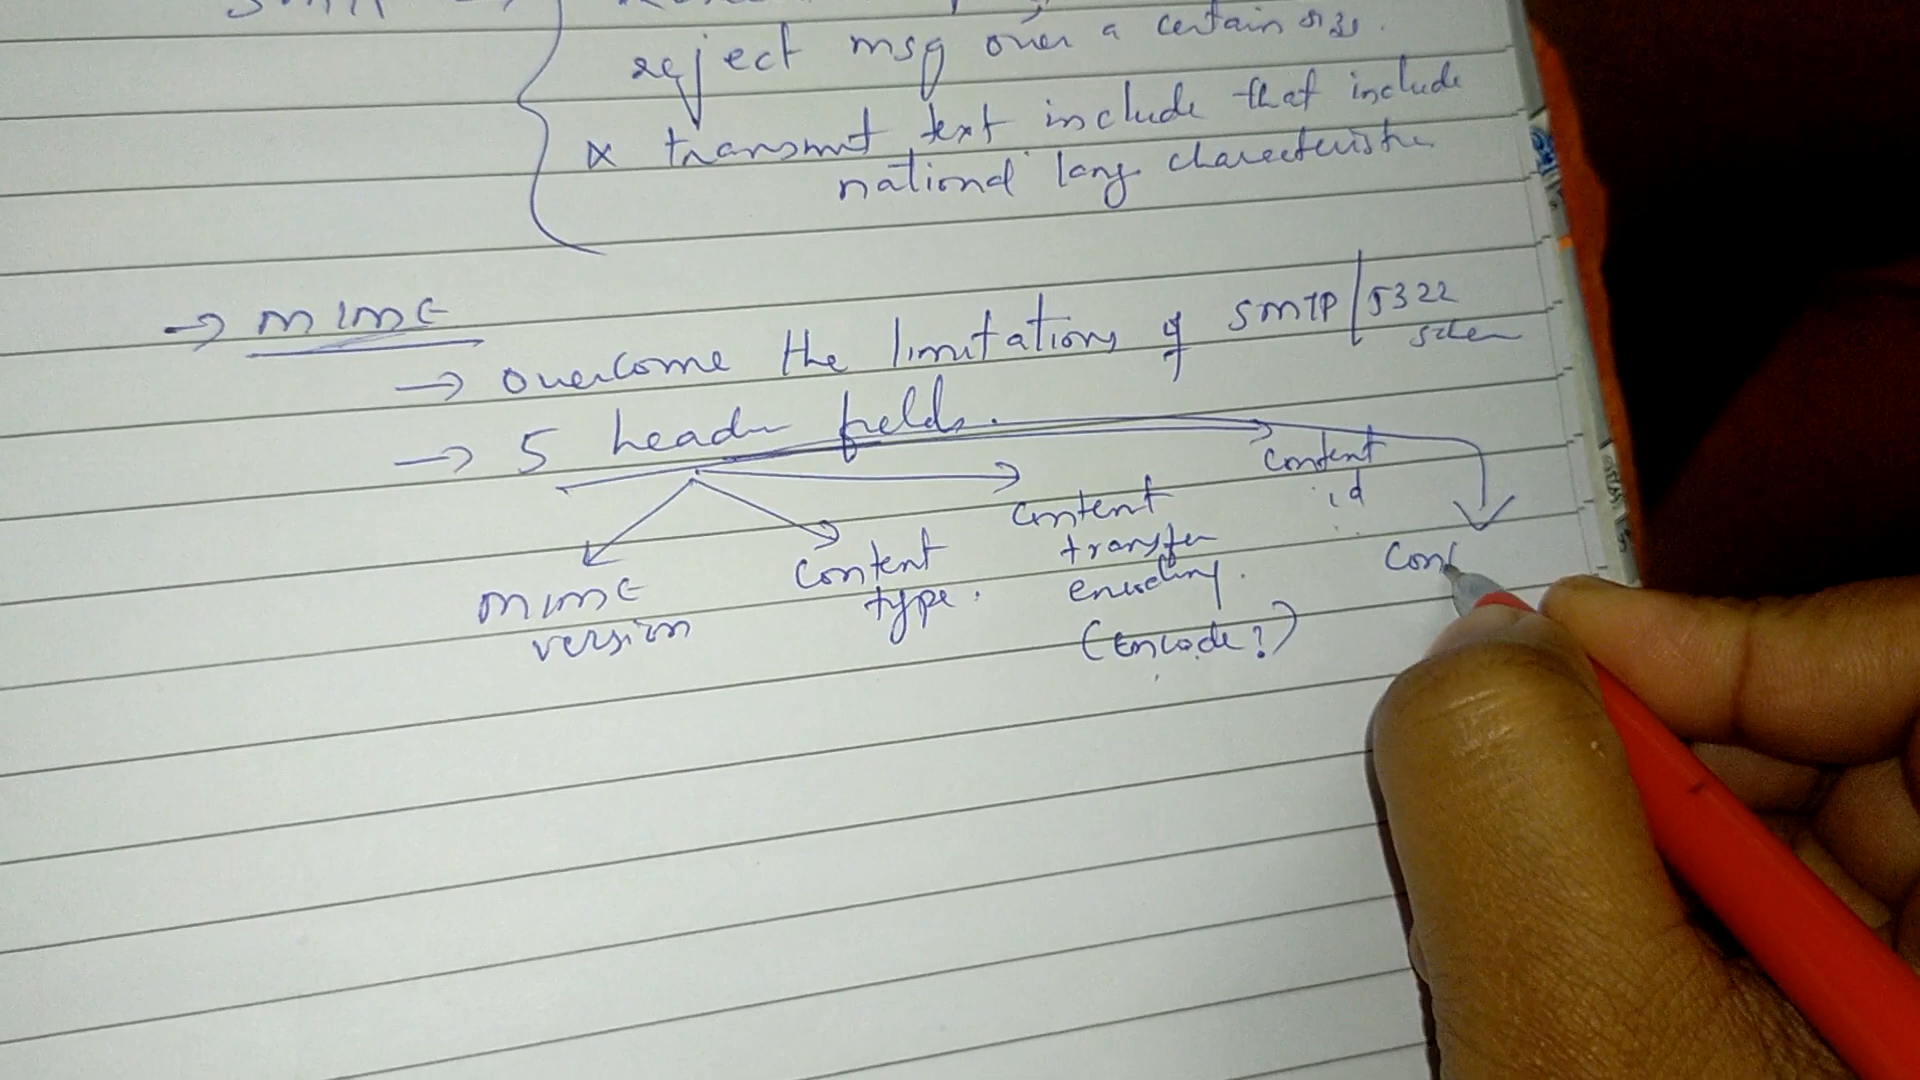 reject msg over a certain size.
× transmit text include that include
national lang characteristic
→ MIME
→ overcome the limitations of SMTP/5322
→ 5 header fields.
Content
id
Content
transfer
encoding.
(Encode?)
Content
type.
MIME
version
Cont